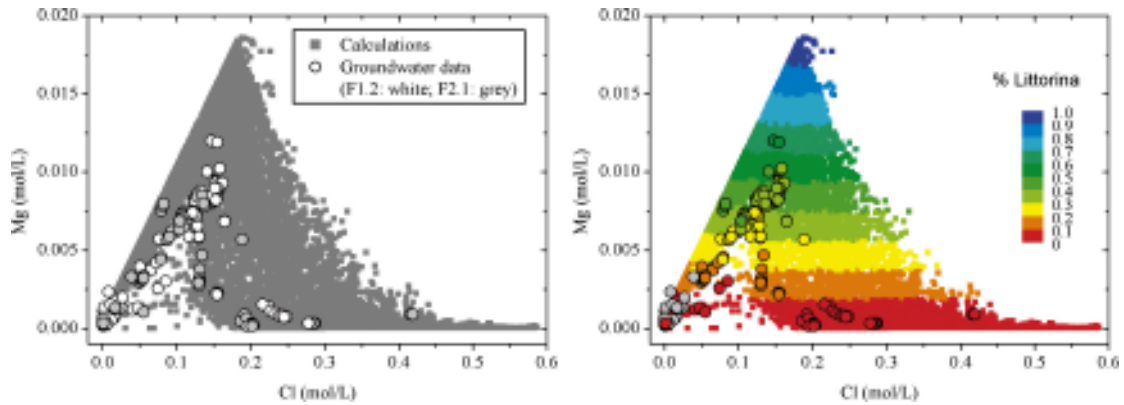 0.020
0.015
0.010
0.005
0.000
Mg (mol/L)
0.0 0.1 0.2 0.3 0.4 0.5 0.6
Cl (mol/L)
Calculations
Groundwater data
(F1.2: white; F2.1: grey)
0.020
0.015
0.010
0.005
0.000
Mg (mol/L)
0.0 0.1 0.2 0.3 0.4 0.5 0.6
Cl (mol/L)
% Littorina
1.0
0.9
0.8
0.7
0.6
0.5
0.4
0.3
0.2
0.1
0